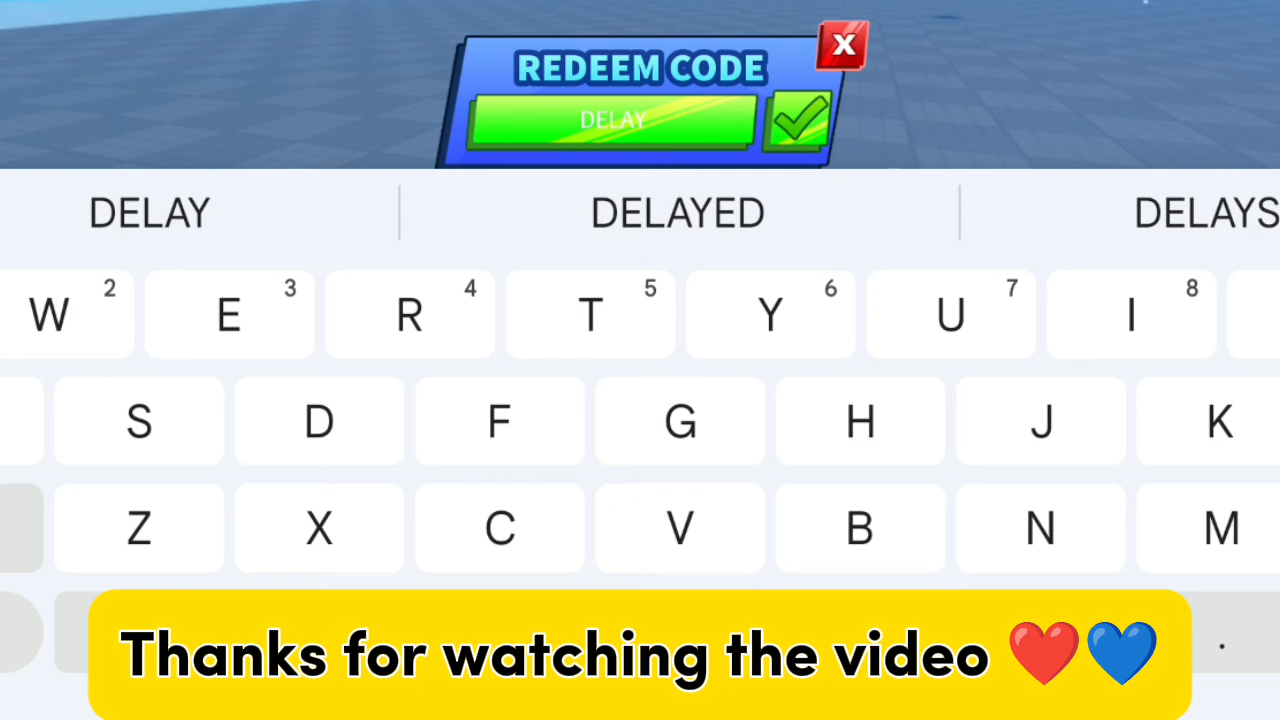 X
REDEEM CODE
DELAY
DELAY DELAYED DELAYS
W 2 E 3 R 4 T 5 Y 6 U 7 I 8
S D F G H J K
Z X C V B N M
.
Thanks for watching the video ❤️💙